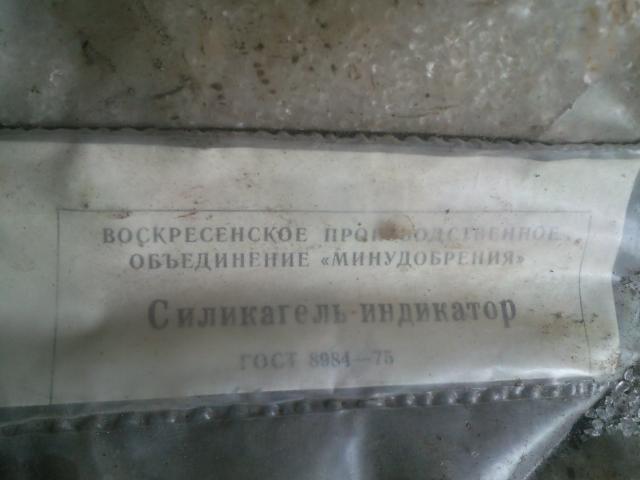 ВОСКРЕСЕНСКОЕ ПРОИЗВОДСТВЕННОЕ
ОБЪЕДИНЕНИЕ «МИНУДОБРЕНИЯ»
Силикагель-индикатор
ГОСТ 8984—75